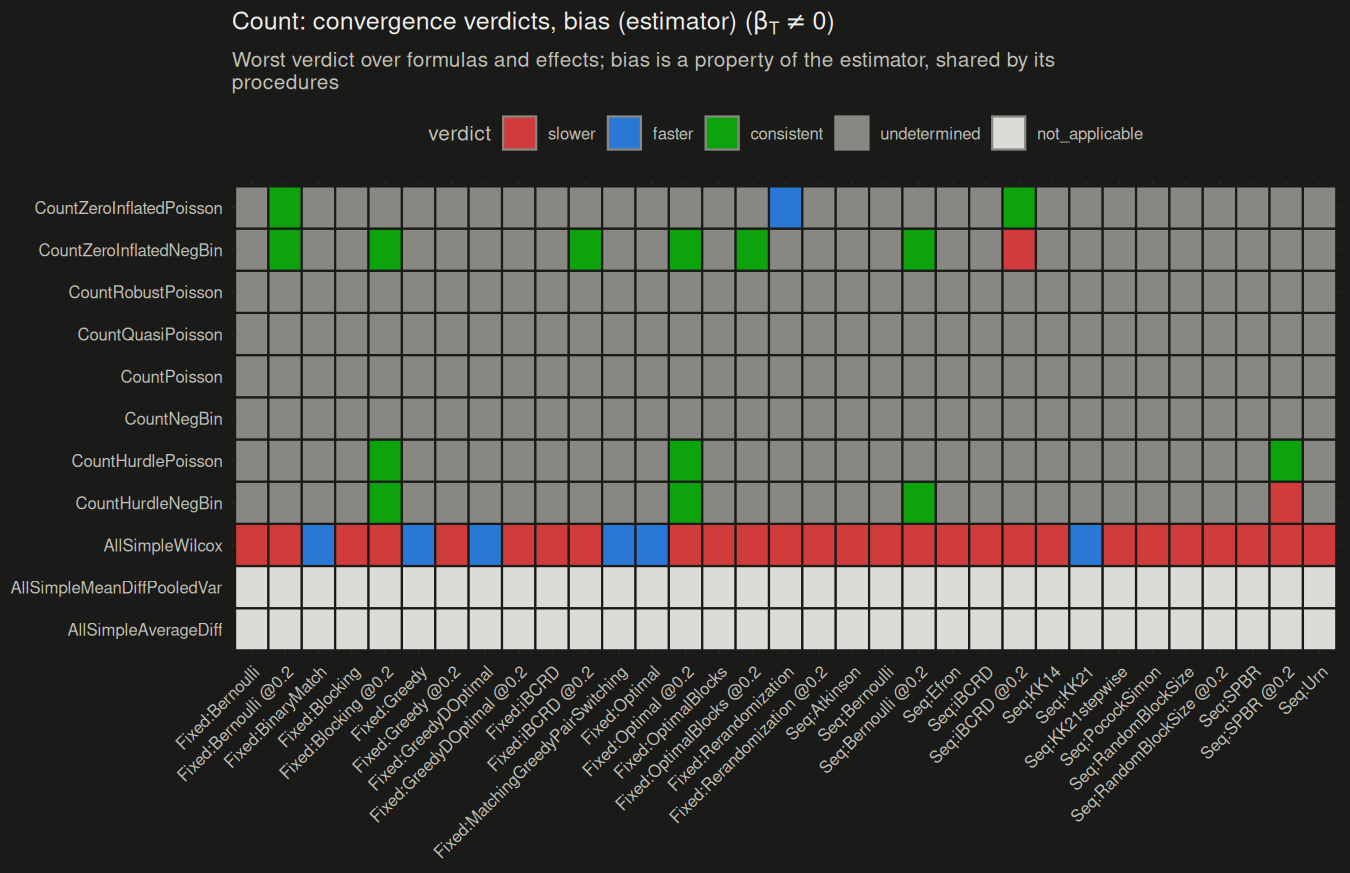 Count: convergence verdicts, bias (estimator) (βT ≠ 0)
Worst verdict over formulas and effects; bias is a property of the estimator, shared by its
procedures
verdict slower faster consistent undetermined not_applicable
CountZeroInflatedPoisson
CountZeroInflatedNegBin
CountRobustPoisson
CountQuasiPoisson
CountPoisson
CountNegBin
CountHurdlePoisson
CountHurdleNegBin
AllSimpleWilcox
AllSimpleMeanDiffPooledVar
AllSimpleAverageDiff
Fixed:Bernoulli
Fixed:Bernoulli @0.2
Fixed:BinaryMatch
Fixed:Blocking
Fixed:Blocking @0.2
Fixed:Greedy
Fixed:Greedy @0.2
Fixed:GreedyDOptimal
Fixed:GreedyDOptimal @0.2
Fixed:iBCRD
Fixed:iBCRD @0.2
Fixed:MatchingGreedyPairSwitching
Fixed:Optimal
Fixed:Optimal @0.2
Fixed:OptimalBlocks
Fixed:OptimalBlocks @0.2
Fixed:Rerandomization
Fixed:Rerandomization @0.2
Seq:Atkinson
Seq:Bernoulli
Seq:Bernoulli @0.2
Seq:Efron
Seq:iBCRD
Seq:iBCRD @0.2
Seq:KK14
Seq:KK21
Seq:KK21stepwise
Seq:PocockSimon
Seq:RandomBlockSize
Seq:RandomBlockSize @0.2
Seq:SPBR
Seq:SPBR @0.2
Seq:Urn